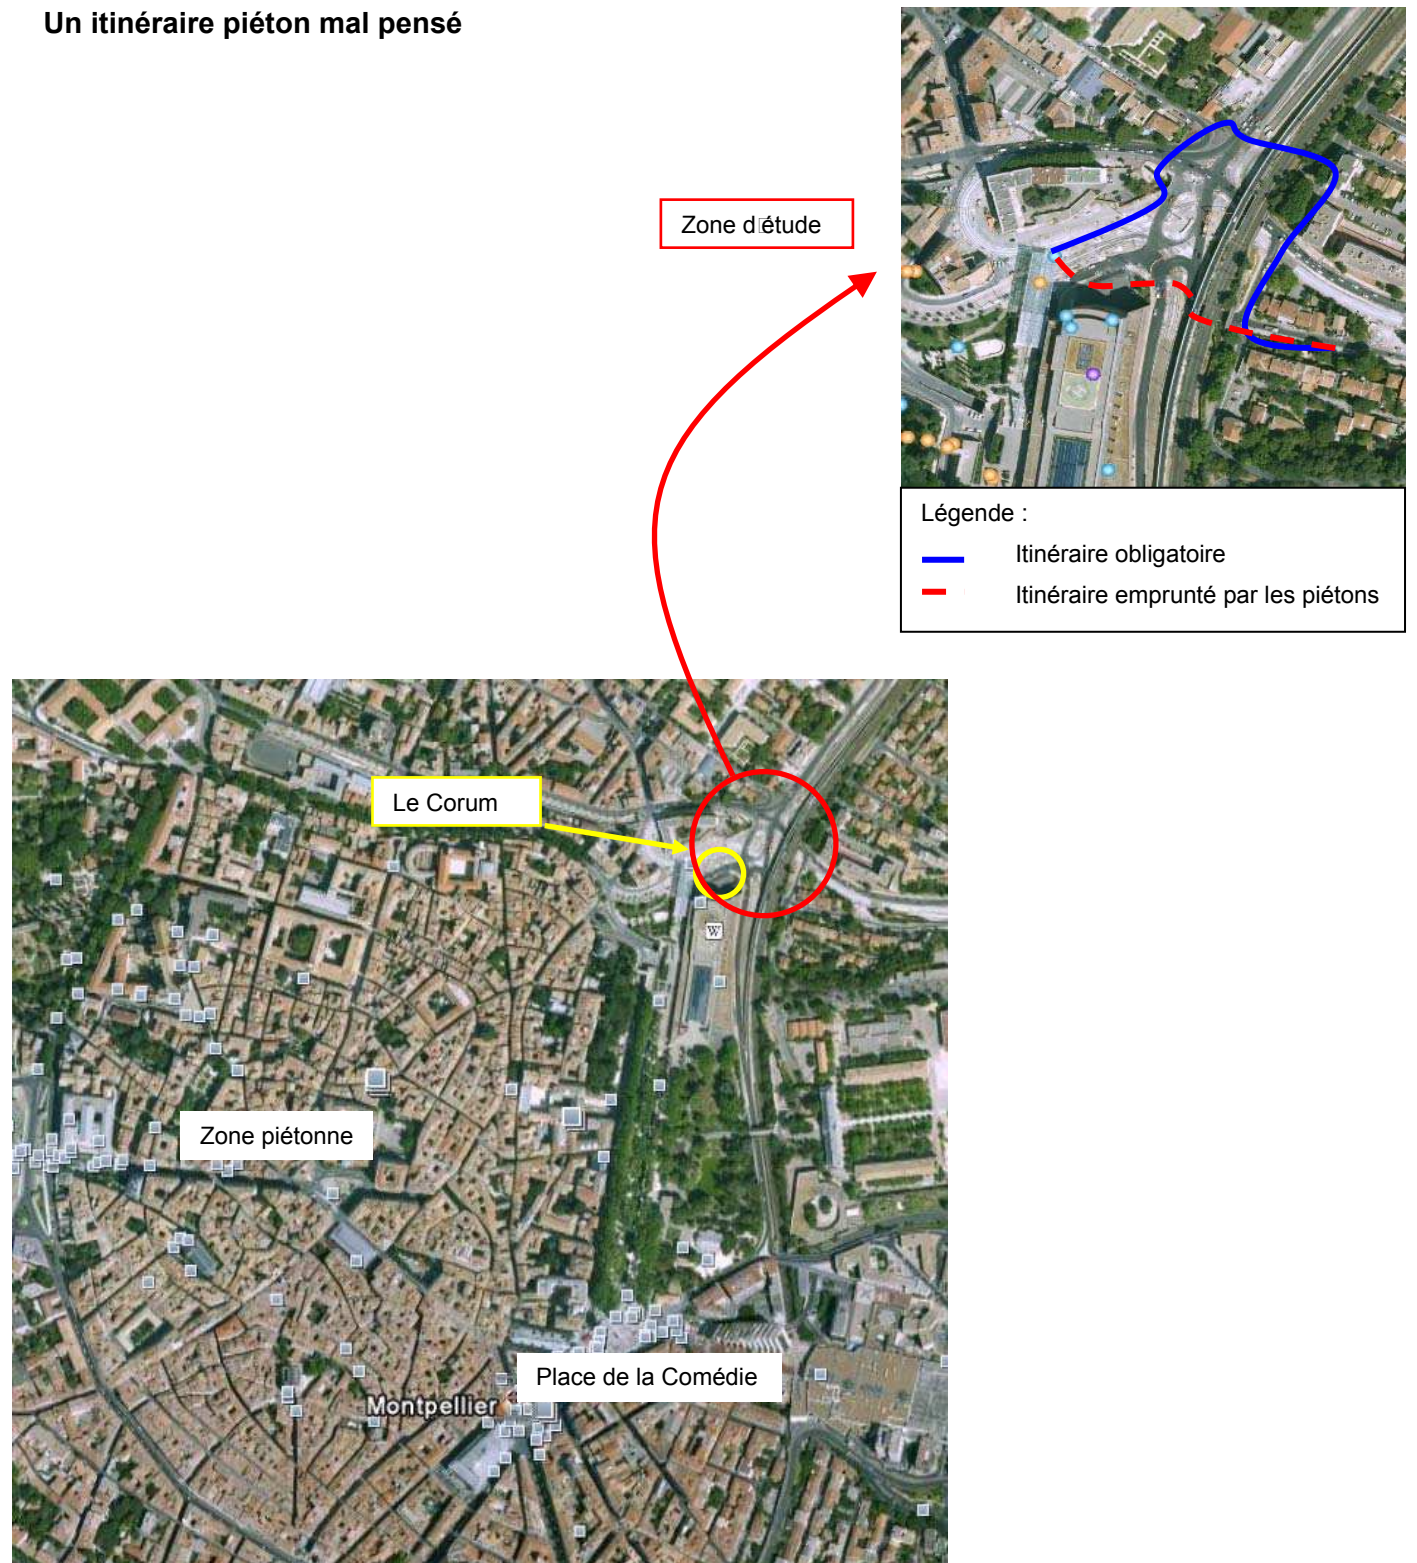 Un itinéraire piéton mal pensé
Zone d□étude
Légende :
Itinéraire obligatoire
Itinéraire emprunté par les piétons
Le Corum
W
Zone piétonne
Place de la Comédie
Montpellier